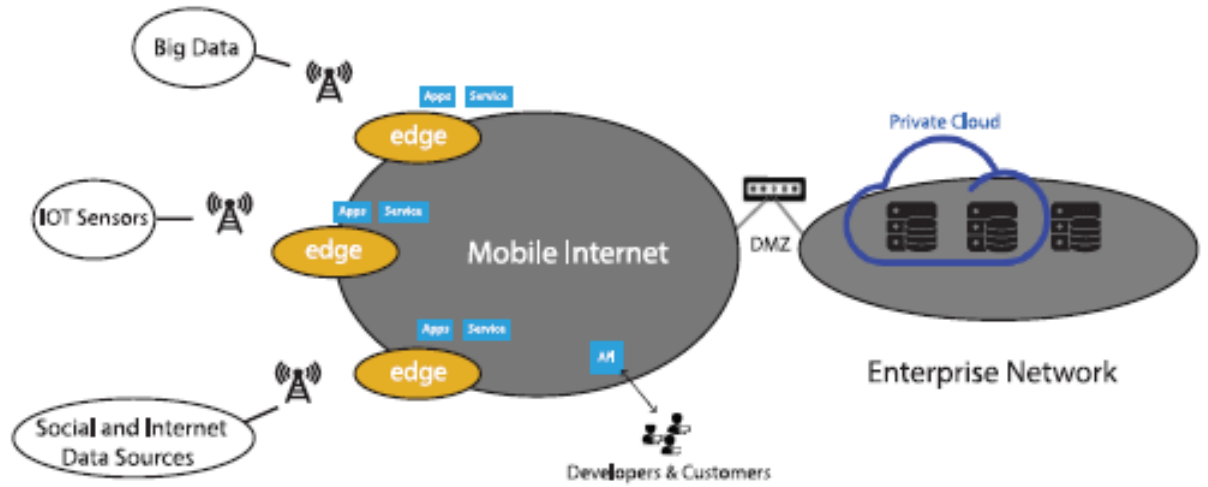 Big Data
Apps Service
edge
Private Cloud
IOT Sensors
Apps Service
edge
Mobile Internet
DMZ
Apps Service
edge
API
Enterprise Network
Social and Internet
Data Sources
Developers & Customers